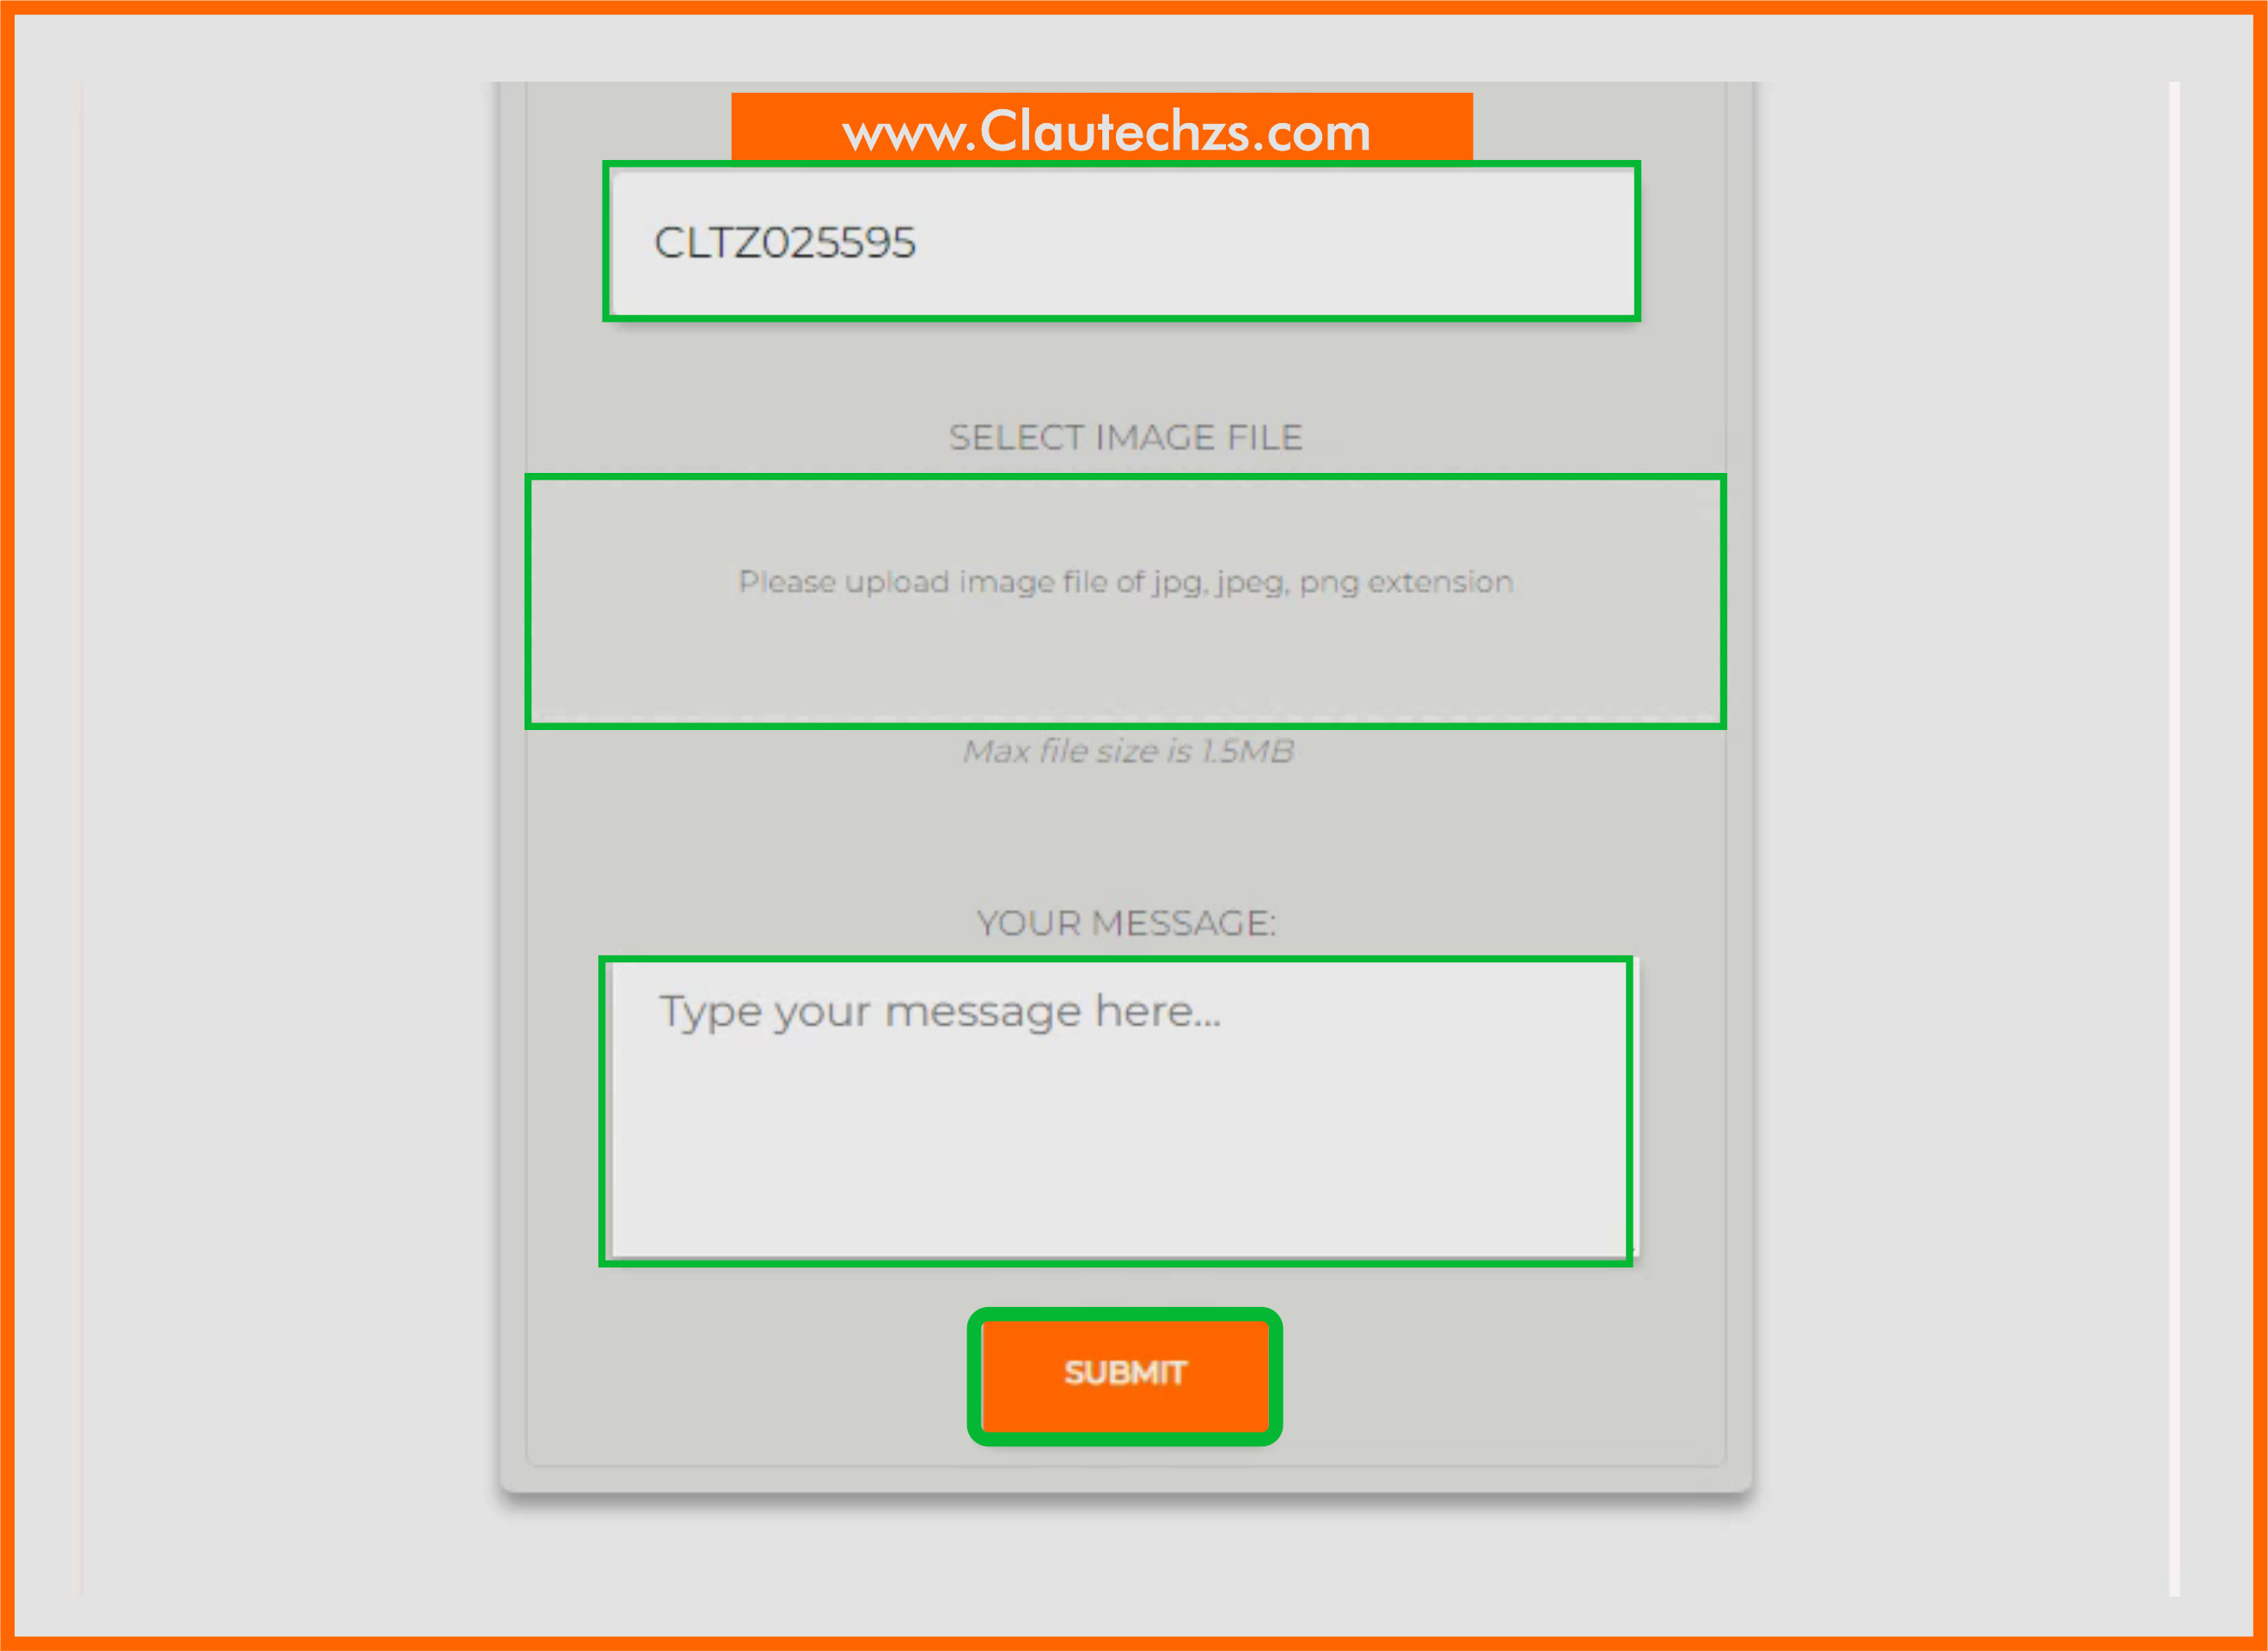 www.Clautechzs.com
CLTZ025595
SELECT IMAGE FILE
Please upload image file of jpg, jpeg, png extension
Max file size is 1.5MB
YOUR MESSAGE:
Type your message here...
SUBMIT